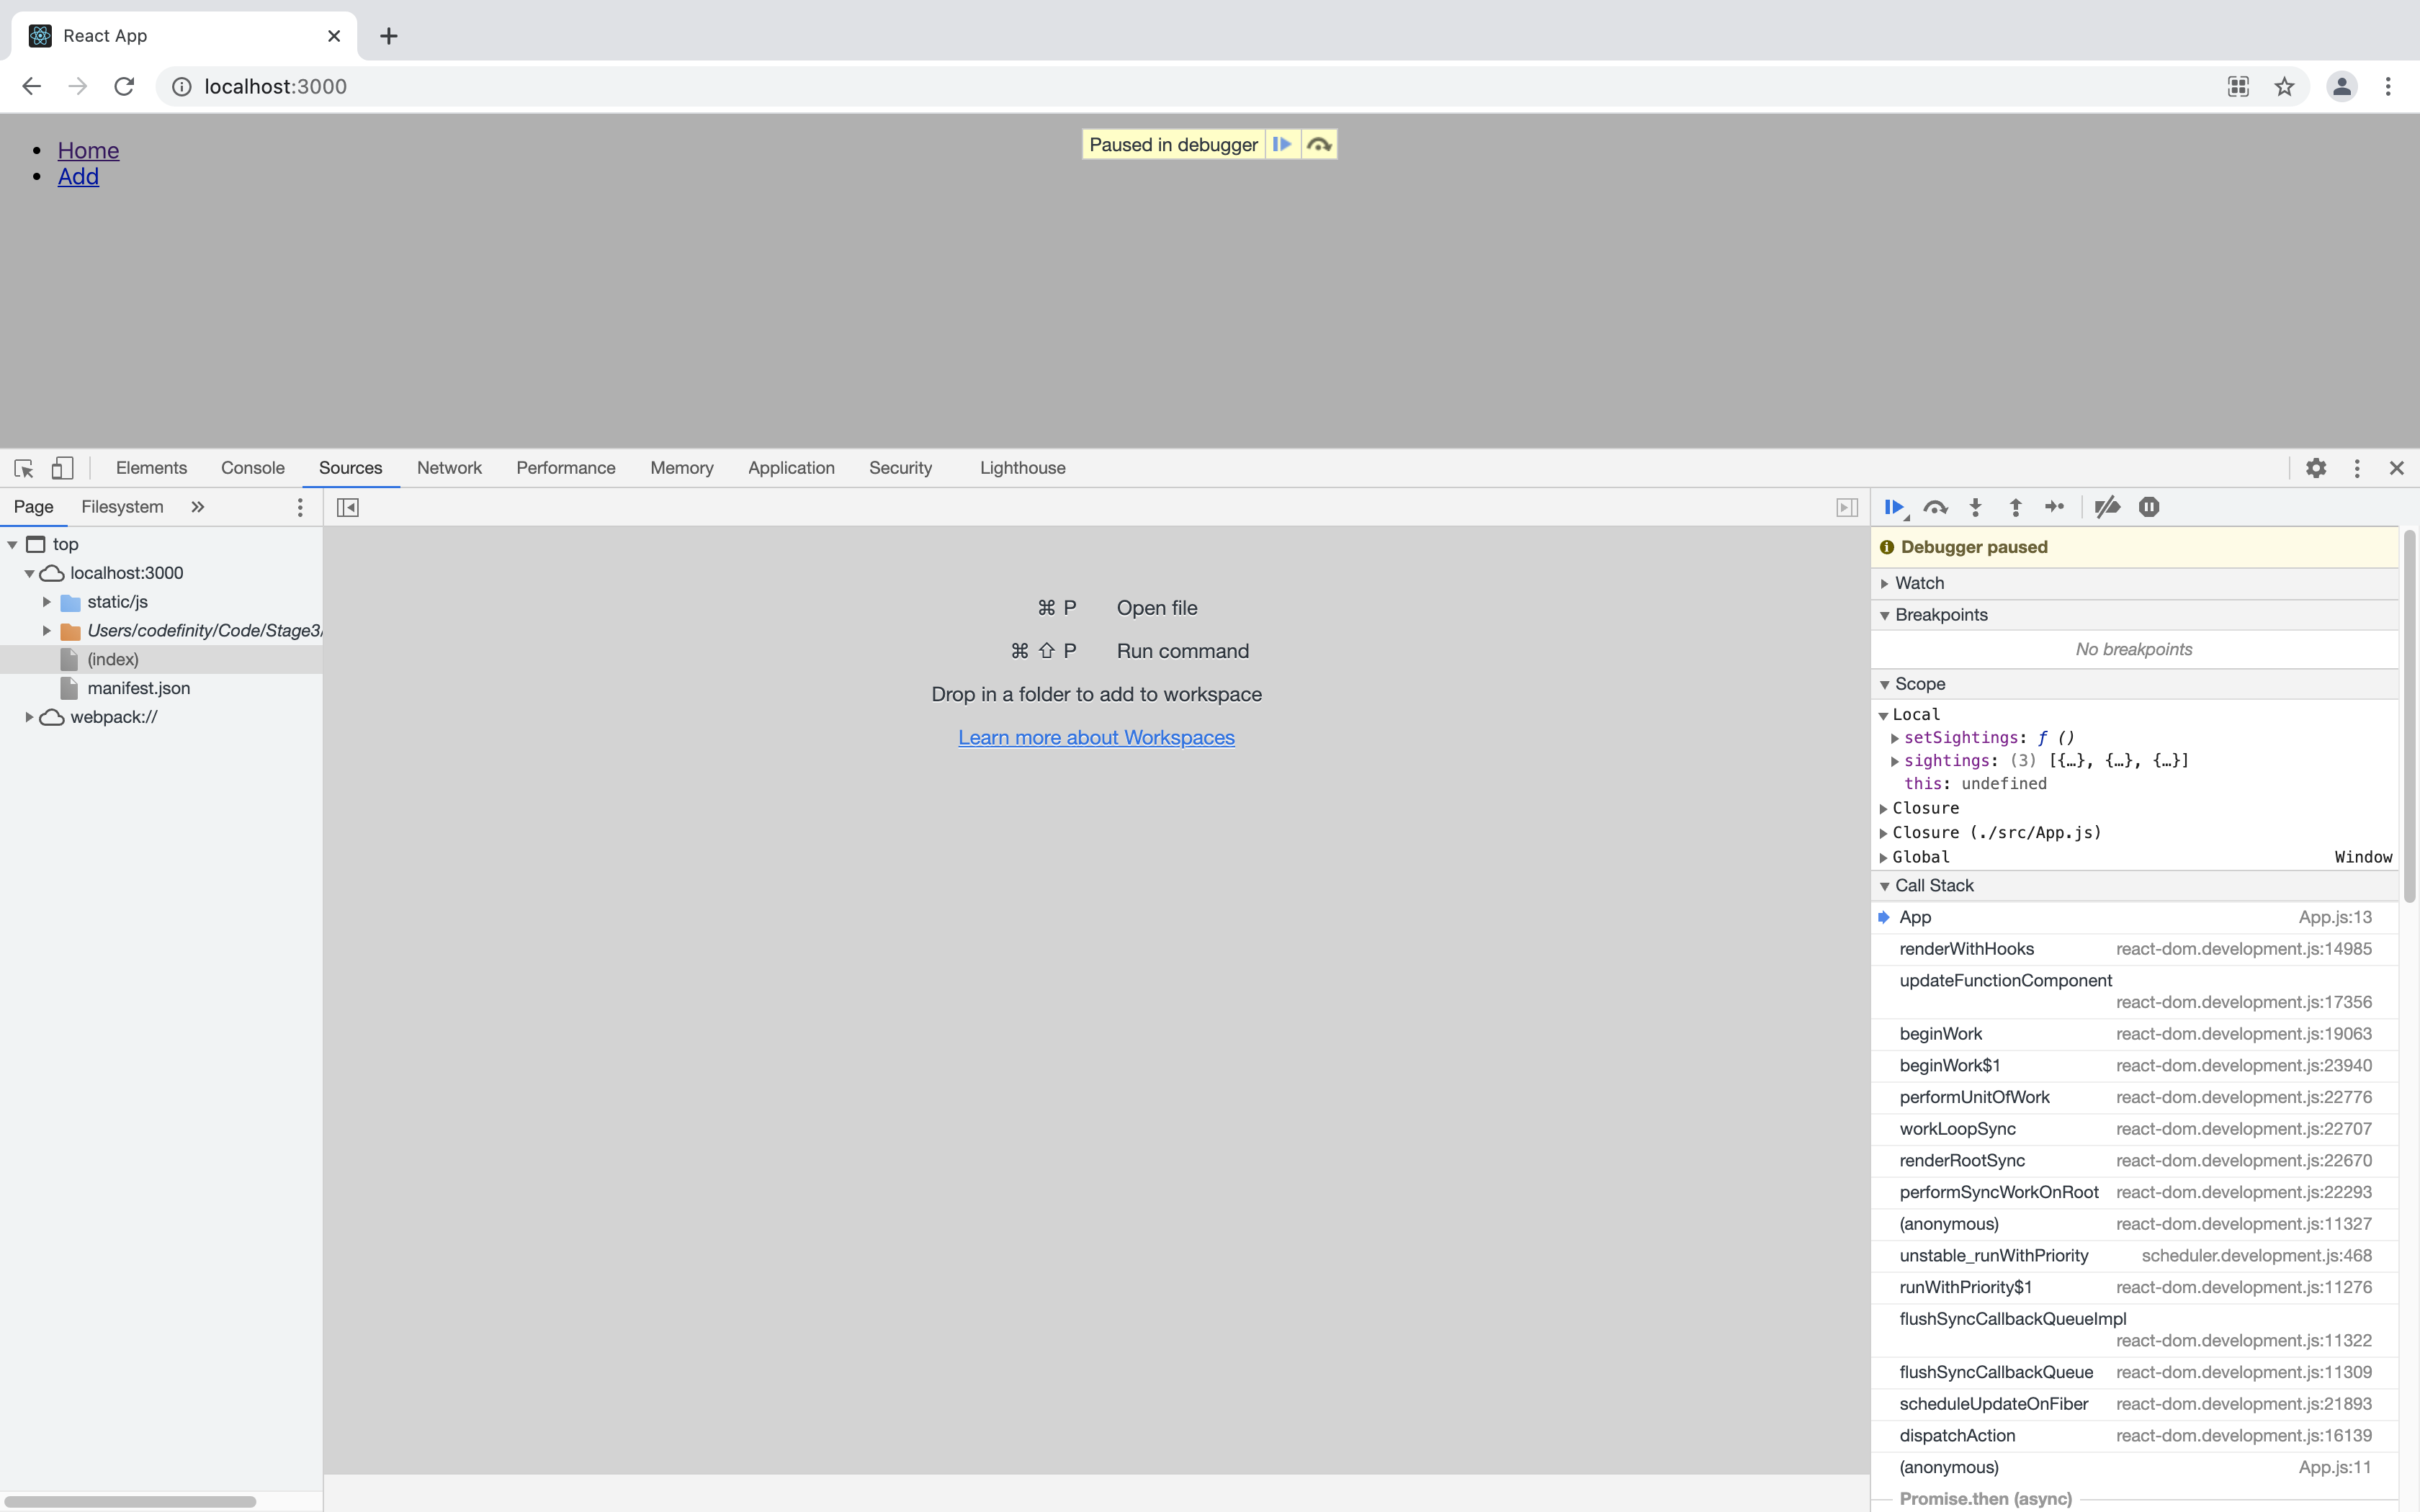 React App
localhost:3000
Home
Add
Paused in debugger
Elements Console Sources Network Performance Memory Application Security Lighthouse
Page Filesystem »
top
localhost:3000
static/js
Users/codefinity/Code/Stage3/
(index)
manifest.json
webpack://
⌘ P Open file
⌘ ⇧ P Run command
Drop in a folder to add to workspace
Learn more about Workspaces
Debugger paused
Watch
Breakpoints
No breakpoints
Scope
Local
setSightings: ƒ ()
sightings: (3) [{…}, {…}, {…}]
this: undefined
Closure
Closure (./src/App.js)
Global Window
Call Stack
App App.js:13
renderWithHooks react-dom.development.js:14985
updateFunctionComponent
react-dom.development.js:17356
beginWork react-dom.development.js:19063
beginWork$1 react-dom.development.js:23940
performUnitOfWork react-dom.development.js:22776
workLoopSync react-dom.development.js:22707
renderRootSync react-dom.development.js:22670
performSyncWorkOnRoot react-dom.development.js:22293
(anonymous) react-dom.development.js:11327
unstable_runWithPriority scheduler.development.js:468
runWithPriority$1 react-dom.development.js:11276
flushSyncCallbackQueueImpl
react-dom.development.js:11322
flushSyncCallbackQueue react-dom.development.js:11309
scheduleUpdateOnFiber react-dom.development.js:21893
dispatchAction react-dom.development.js:16139
(anonymous) App.js:11
Promise.then (async)